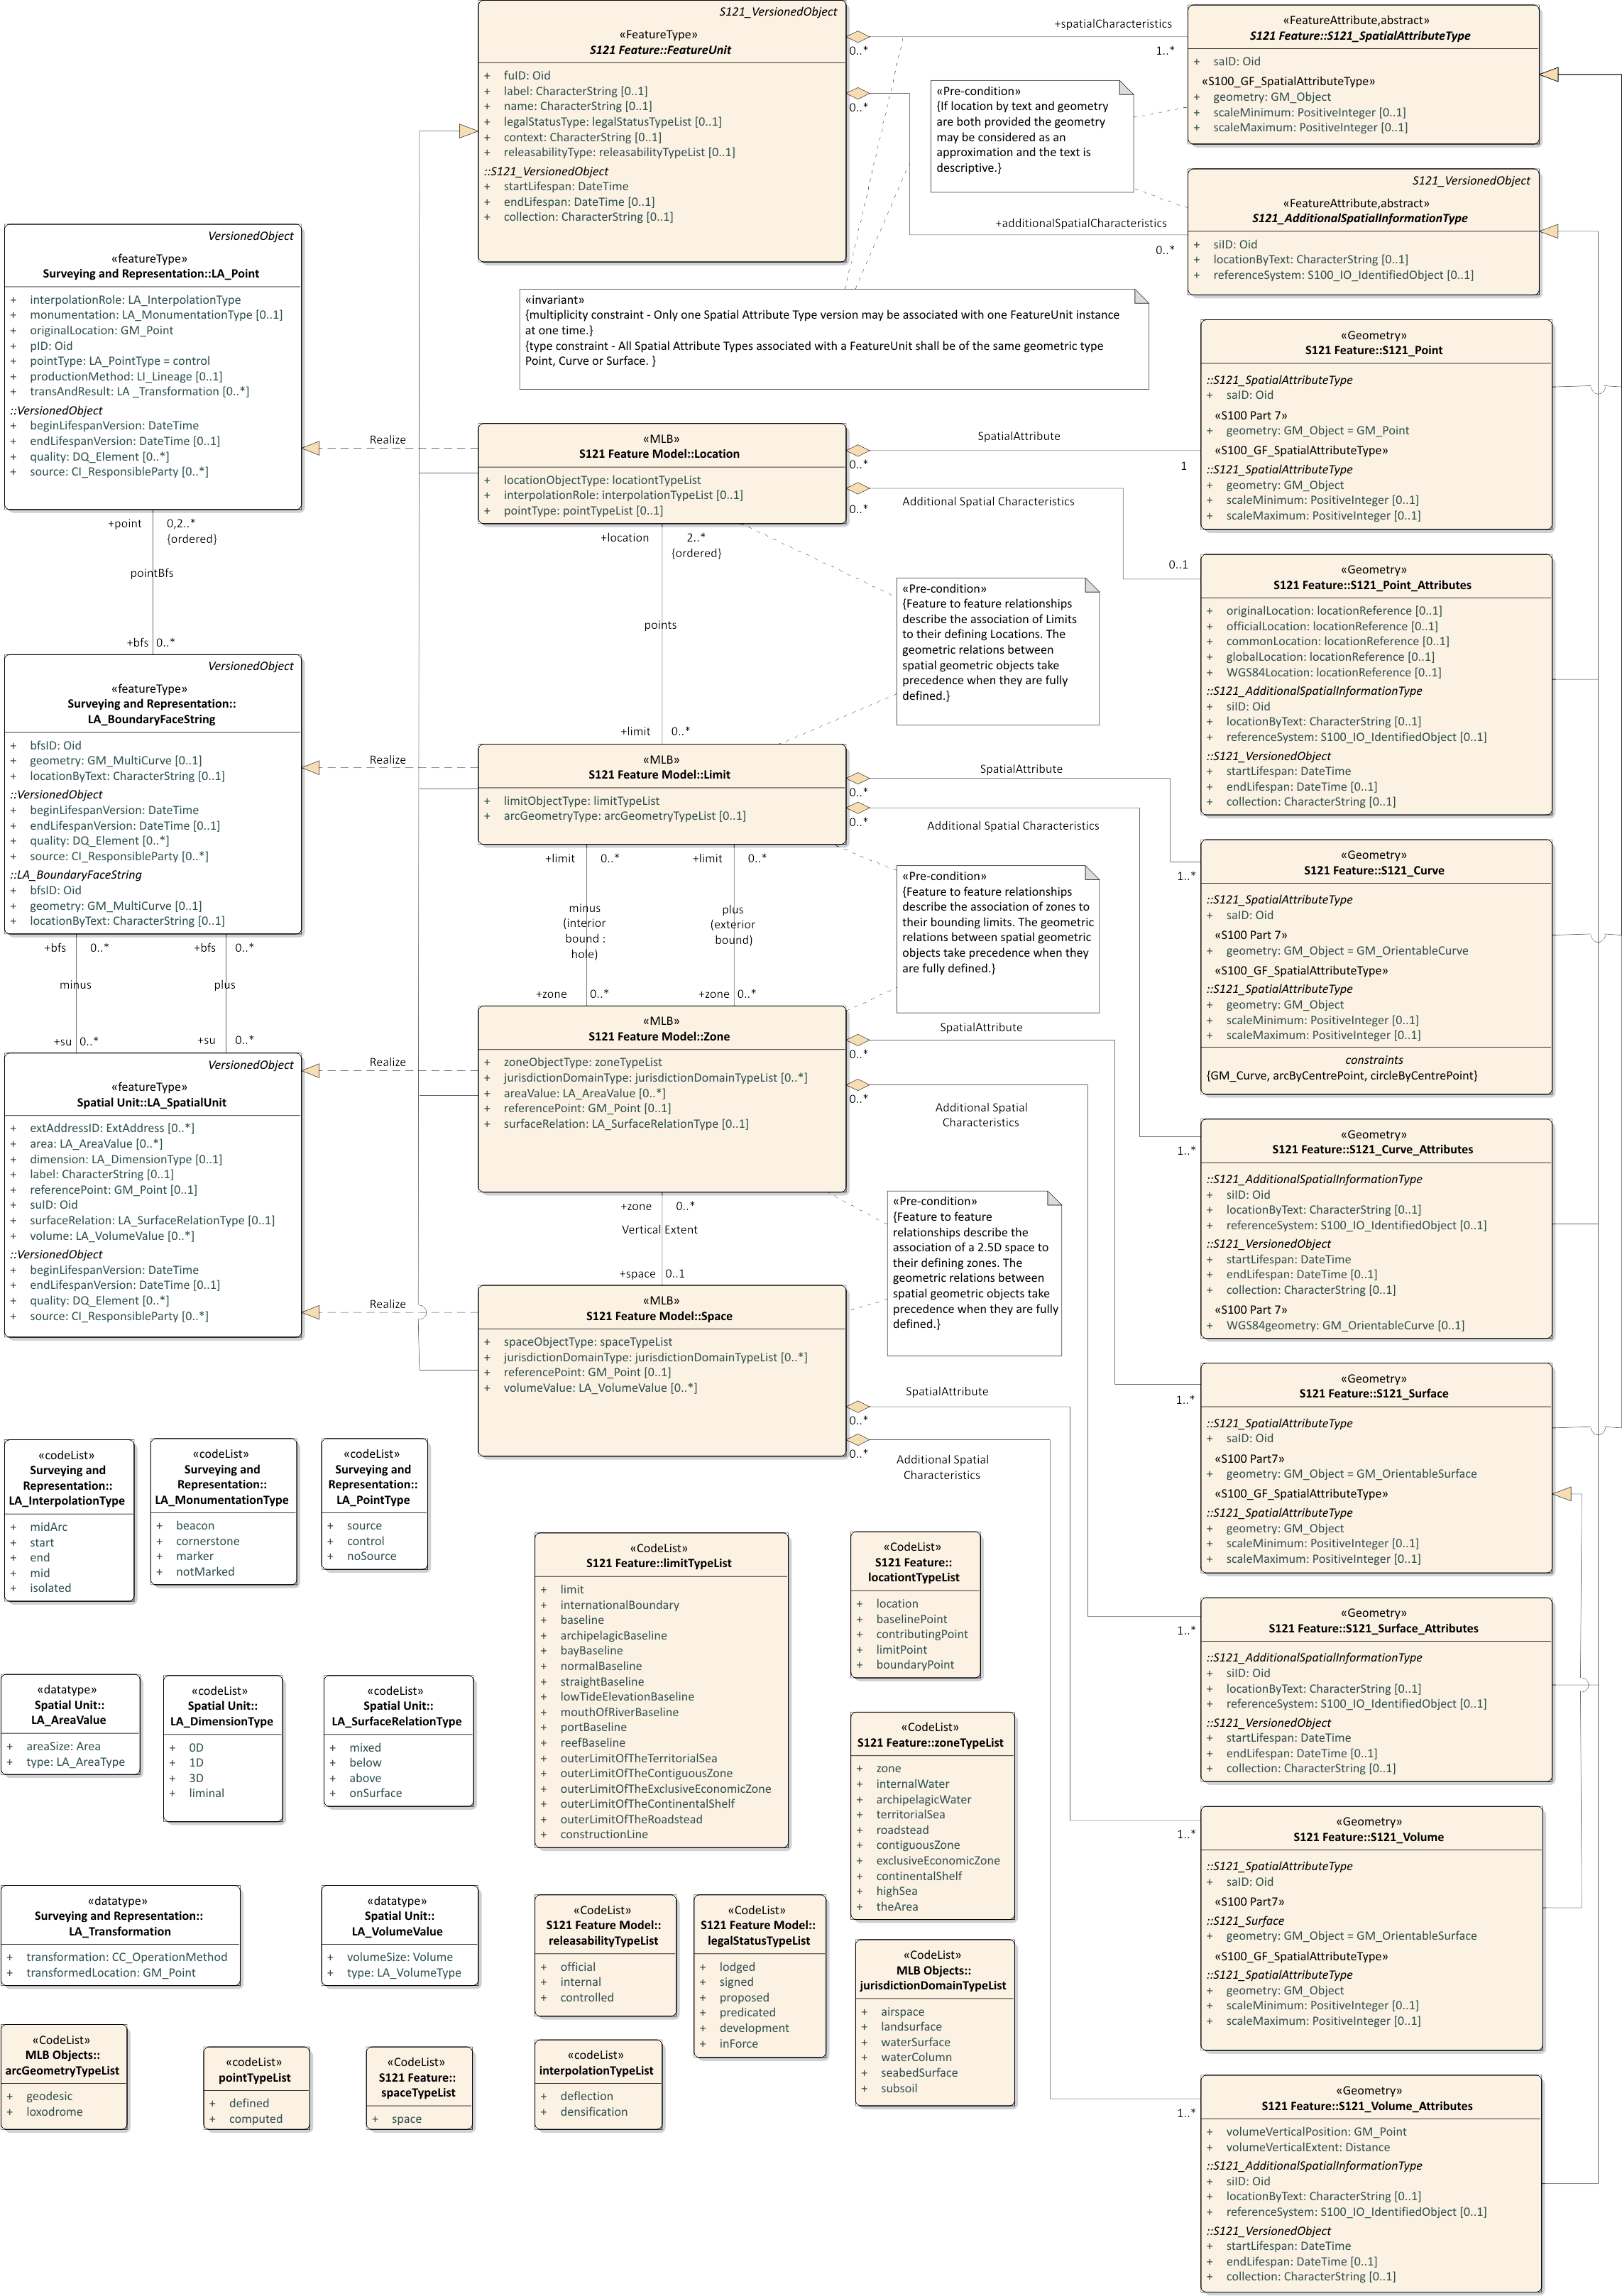 S121_VersionedObject
«FeatureType»
S121 Feature::FeatureUnit
+ fuID: Oid
+ label: CharacterString [0..1]
+ name: CharacterString [0..1]
+ legalStatusType: legalStatusTypeList [0..1]
+ context: CharacterString [0..1]
+ releasabilityType: releasabilityTypeList [0..1]
::S121_VersionedObject
+ startLifespan: DateTime
+ endLifespan: DateTime [0..1]
+ collection: CharacterString [0..1]
0..*
+spatialCharacteristics
1..*
0..*
+additionalSpatialCharacteristics
0..*
«FeatureAttribute,abstract»
S121 Feature::S121_SpatialAttributeType
+ saID: Oid
«S100_GF_SpatialAttributeType»
+ geometry: GM_Object
+ scaleMinimum: PositiveInteger [0..1]
+ scaleMaximum: PositiveInteger [0..1]
«Pre-condition»
{If location by text and geometry
are both provided the geometry
may be considered as an
approximation and the text is
descriptive.}
S121_VersionedObject
«FeatureAttribute,abstract»
S121_AdditionalSpatialInformationType
+ siID: Oid
+ locationByText: CharacterString [0..1]
+ referenceSystem: S100_IO_IdentifiedObject [0..1]
«invariant»
{multiplicity constraint - Only one Spatial Attribute Type version may be associated with one FeatureUnit instance
at one time.}
{type constraint - All Spatial Attribute Types associated with a FeatureUnit shall be of the same geometric type
Point, Curve or Surface. }
VersionedObject
«featureType»
Surveying and Representation::LA_Point
+ interpolationRole: LA_InterpolationType
+ monumentation: LA_MonumentationType [0..1]
+ originalLocation: GM_Point
+ pID: Oid
+ pointType: LA_PointType = control
+ productionMethod: LI_Lineage [0..1]
+ transAndResult: LA _Transformation [0..*]
::VersionedObject
+ beginLifespanVersion: DateTime
+ endLifespanVersion: DateTime [0..1]
+ quality: DQ_Element [0..*]
+ source: CI_ResponsibleParty [0..*]
+point 0,2..*
{ordered}
pointBfs
+bfs 0..*
VersionedObject
«featureType»
Surveying and Representation::
LA_BoundaryFaceString
+ bfsID: Oid
+ geometry: GM_MultiCurve [0..1]
+ locationByText: CharacterString [0..1]
::VersionedObject
+ beginLifespanVersion: DateTime
+ endLifespanVersion: DateTime [0..1]
+ quality: DQ_Element [0..*]
+ source: CI_ResponsibleParty [0..*]
::LA_BoundaryFaceString
+ bfsID: Oid
+ geometry: GM_MultiCurve [0..1]
+ locationByText: CharacterString [0..1]
+bfs 0..* +bfs 0..*
minus plus
+su 0..* +su 0..*
VersionedObject
«featureType»
Spatial Unit::LA_SpatialUnit
+ extAddressID: ExtAddress [0..*]
+ area: LA_AreaValue [0..*]
+ dimension: LA_DimensionType [0..1]
+ label: CharacterString [0..1]
+ referencePoint: GM_Point [0..1]
+ suID: Oid
+ surfaceRelation: LA_SurfaceRelationType [0..1]
+ volume: LA_VolumeValue [0..*]
::VersionedObject
+ beginLifespanVersion: DateTime
+ endLifespanVersion: DateTime [0..1]
+ quality: DQ_Element [0..*]
+ source: CI_ResponsibleParty [0..*]
Realize
Realize
Realize
Realize
«MLB»
S121 Feature Model::Location
+ locationObjectType: locationtTypeList
+ interpolationRole: interpolationTypeList [0..1]
+ pointType: pointTypeList [0..1]
0..*
SpatialAttribute
1
0..*
Additional Spatial Characteristics
0..1
+location 2..*
{ordered}
points
+limit 0..*
«Pre-condition»
{Feature to feature relationships
describe the association of Limits
to their defining Locations. The
geometric relations between
spatial geometric objects take
precedence when they are fully
defined.}
«MLB»
S121 Feature Model::Limit
+ limitObjectType: limitTypeList
+ arcGeometryType: arcGeometryTypeList [0..1]
0..*
SpatialAttribute
1..*
0..*
Additional Spatial Characteristics
1..*
+limit 0..* +limit 0..*
minus
(interior
bound :
hole)
plus
(exterior
bound)
+zone 0..* +zone 0..*
«Pre-condition»
{Feature to feature relationships
describe the association of zones to
their bounding limits. The geometric
relations between spatial geometric
objects take precedence when they
are fully defined.}
«MLB»
S121 Feature Model::Zone
+ zoneObjectType: zoneTypeList
+ jurisdictionDomainType: jurisdictionDomainTypeList [0..*]
+ areaValue: LA_AreaValue [0..*]
+ referencePoint: GM_Point [0..1]
+ surfaceRelation: LA_SurfaceRelationType [0..1]
0..*
SpatialAttribute
1..*
0..*
Additional Spatial
Characteristics
1..*
+zone 0..*
Vertical Extent
+space 0..1
«Pre-condition»
{Feature to feature
relationships describe the
association of a 2.5D space to
their defining zones. The
geometric relations between
spatial geometric objects take
precedence when they are fully
defined.}
«MLB»
S121 Feature Model::Space
+ spaceObjectType: spaceTypeList
+ jurisdictionDomainType: jurisdictionDomainTypeList [0..*]
+ referencePoint: GM_Point [0..1]
+ volumeValue: LA_VolumeValue [0..*]
0..*
SpatialAttribute
1..*
0..*
Additional Spatial
Characteristics
1..*
«Geometry»
S121 Feature::S121_Point
::S121_SpatialAttributeType
+ saID: Oid
«S100 Part 7»
+ geometry: GM_Object = GM_Point
«S100_GF_SpatialAttributeType»
::S121_SpatialAttributeType
+ geometry: GM_Object
+ scaleMinimum: PositiveInteger [0..1]
+ scaleMaximum: PositiveInteger [0..1]
«Geometry»
S121 Feature::S121_Point_Attributes
+ originalLocation: locationReference [0..1]
+ officialLocation: locationReference [0..1]
+ commonLocation: locationReference [0..1]
+ globalLocation: locationReference [0..1]
+ WGS84Location: locationReference [0..1]
::S121_AdditionalSpatialInformationType
+ siID: Oid
+ locationByText: CharacterString [0..1]
+ referenceSystem: S100_IO_IdentifiedObject [0..1]
::S121_VersionedObject
+ startLifespan: DateTime
+ endLifespan: DateTime [0..1]
+ collection: CharacterString [0..1]
«Geometry»
S121 Feature::S121_Curve
::S121_SpatialAttributeType
+ saID: Oid
«S100 Part 7»
+ geometry: GM_Object = GM_OrientableCurve
«S100_GF_SpatialAttributeType»
::S121_SpatialAttributeType
+ geometry: GM_Object
+ scaleMinimum: PositiveInteger [0..1]
+ scaleMaximum: PositiveInteger [0..1]
constraints
{GM_Curve, arcByCentrePoint, circleByCentrePoint}
«Geometry»
S121 Feature::S121_Curve_Attributes
::S121_AdditionalSpatialInformationType
+ siID: Oid
+ locationByText: CharacterString [0..1]
+ referenceSystem: S100_IO_IdentifiedObject [0..1]
::S121_VersionedObject
+ startLifespan: DateTime
+ endLifespan: DateTime [0..1]
+ collection: CharacterString [0..1]
«S100 Part 7»
+ WGS84geometry: GM_OrientableCurve [0..1]
«Geometry»
S121 Feature::S121_Surface
::S121_SpatialAttributeType
+ saID: Oid
«S100 Part7»
+ geometry: GM_Object = GM_OrientableSurface
«S100_GF_SpatialAttributeType»
::S121_SpatialAttributeType
+ geometry: GM_Object
+ scaleMinimum: PositiveInteger [0..1]
+ scaleMaximum: PositiveInteger [0..1]
«Geometry»
S121 Feature::S121_Surface_Attributes
::S121_AdditionalSpatialInformationType
+ siID: Oid
+ locationByText: CharacterString [0..1]
+ referenceSystem: S100_IO_IdentifiedObject [0..1]
::S121_VersionedObject
+ startLifespan: DateTime
+ endLifespan: DateTime [0..1]
+ collection: CharacterString [0..1]
«Geometry»
S121 Feature::S121_Volume
::S121_SpatialAttributeType
+ saID: Oid
«S100 Part7»
::S121_Surface
+ geometry: GM_Object = GM_OrientableSurface
«S100_GF_SpatialAttributeType»
::S121_SpatialAttributeType
+ geometry: GM_Object
+ scaleMinimum: PositiveInteger [0..1]
+ scaleMaximum: PositiveInteger [0..1]
«Geometry»
S121 Feature::S121_Volume_Attributes
+ volumeVerticalPosition: GM_Point
+ volumeVerticalExtent: Distance
::S121_AdditionalSpatialInformationType
+ siID: Oid
+ locationByText: CharacterString [0..1]
+ referenceSystem: S100_IO_IdentifiedObject [0..1]
::S121_VersionedObject
+ startLifespan: DateTime
+ endLifespan: DateTime [0..1]
+ collection: CharacterString [0..1]
«codeList»
Surveying and
Representation::
LA_InterpolationType
+ midArc
+ start
+ end
+ mid
+ isolated
«codeList»
Surveying and
Representation::
LA_MonumentationType
+ beacon
+ cornerstone
+ marker
+ notMarked
«codeList»
Surveying and
Representation::
LA_PointType
+ source
+ control
+ noSource
«datatype»
Spatial Unit::
LA_AreaValue
+ areaSize: Area
+ type: LA_AreaType
«codeList»
Spatial Unit::
LA_DimensionType
+ 0D
+ 1D
+ 3D
+ liminal
«codeList»
Spatial Unit::
LA_SurfaceRelationType
+ mixed
+ below
+ above
+ onSurface
«datatype»
Surveying and Representation::
LA_Transformation
+ transformation: CC_OperationMethod
+ transformedLocation: GM_Point
«datatype»
Spatial Unit::
LA_VolumeValue
+ volumeSize: Volume
+ type: LA_VolumeType
«CodeList»
MLB Objects::
arcGeometryTypeList
+ geodesic
+ loxodrome
«codeList»
pointTypeList
+ defined
+ computed
«CodeList»
S121 Feature::
spaceTypeList
+ space
«CodeList»
S121 Feature::limitTypeList
+ limit
+ internationalBoundary
+ baseline
+ archipelagicBaseline
+ bayBaseline
+ normalBaseline
+ straightBaseline
+ lowTideElevationBaseline
+ mouthOfRiverBaseline
+ portBaseline
+ reefBaseline
+ outerLimitOfTheTerritorialSea
+ outerLimitOfTheContiguousZone
+ outerLimitOfTheExclusiveEconomicZone
+ outerLimitOfTheContinentalShelf
+ outerLimitOfTheRoadstead
+ constructionLine
«CodeList»
S121 Feature::
locationtTypeList
+ location
+ baselinePoint
+ contributingPoint
+ limitPoint
+ boundaryPoint
«CodeList»
S121 Feature::zoneTypeList
+ zone
+ internalWater
+ archipelagicWater
+ territorialSea
+ roadstead
+ contiguousZone
+ exclusiveEconomicZone
+ continentalShelf
+ highSea
+ theArea
«CodeList»
S121 Feature Model::
releasabilityTypeList
+ official
+ internal
+ controlled
«CodeList»
S121 Feature Model::
legalStatusTypeList
+ lodged
+ signed
+ proposed
+ predicated
+ development
+ inForce
«CodeList»
MLB Objects::
jurisdictionDomainTypeList
+ airspace
+ landsurface
+ waterSurface
+ waterColumn
+ seabedSurface
+ subsoil
«codeList»
interpolationTypeList
+ deflection
+ densification